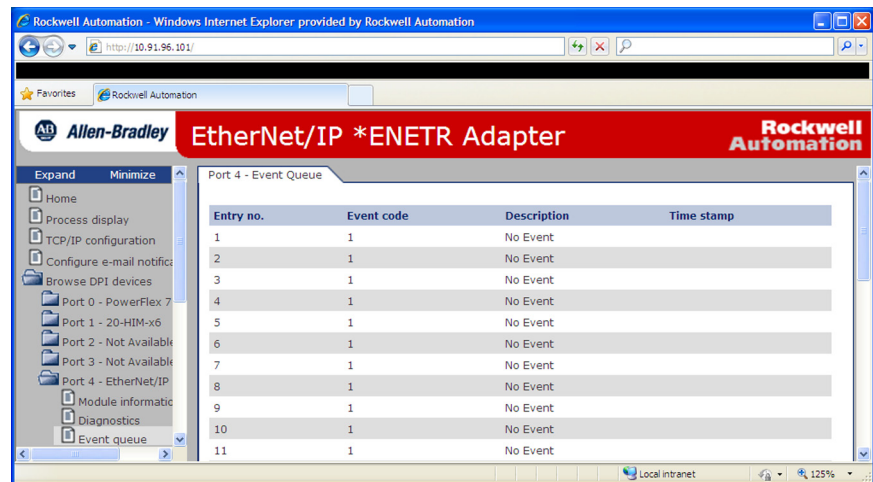 Rockwell Automation - Windows Internet Explorer provided by Rockwell Automation
http://10.91.96.101/
Favorites
Rockwell Automation
AB Allen-Bradley
EtherNet/IP *ENETR Adapter
Rockwell
Automation
Expand Minimize
Home
Process display
TCP/IP configuration
Configure e-mail notifica
Browse DPI devices
Port 0 - PowerFlex 7
Port 1 - 20-HIM-x6
Port 2 - Not Available
Port 3 - Not Available
Port 4 - EtherNet/IP
Module informatic
Diagnostics
Event queue
Port 4 - Event Queue
Entry no. Event code Description Time stamp
1 1 No Event
2 1 No Event
3 1 No Event
4 1 No Event
5 1 No Event
6 1 No Event
7 1 No Event
8 1 No Event
9 1 No Event
10 1 No Event
11 1 No Event
Local intranet
125%